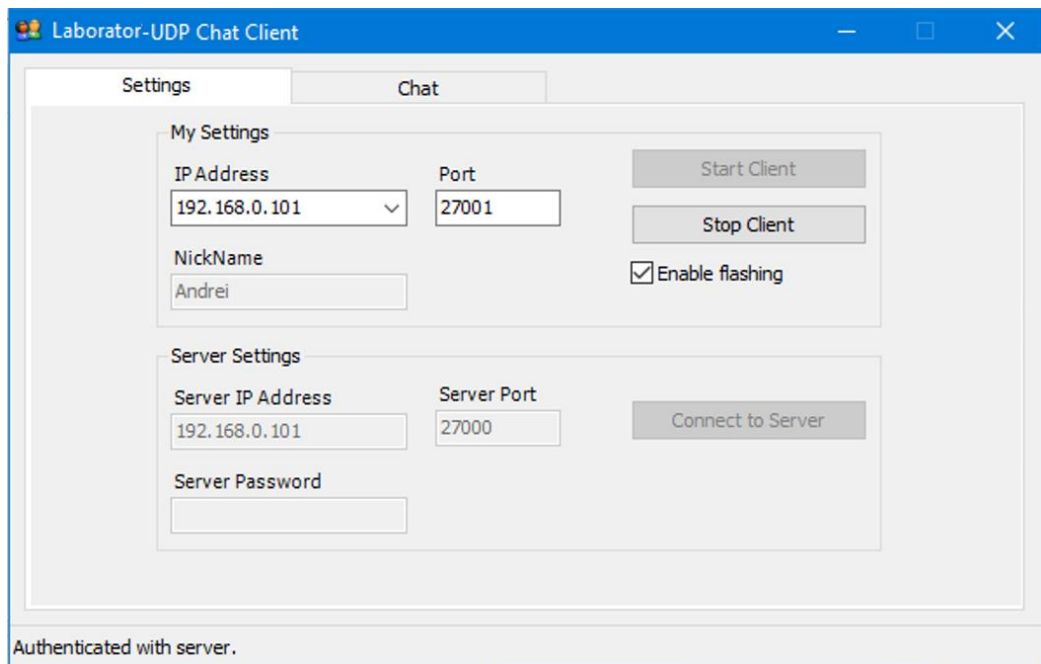 Laborator-UDP Chat Client
Settings Chat
My Settings
IP Address Port
Start Client
192.168.0.101 27001
Stop Client
NickName
Enable flashing
Andrei
Server Settings
Server IP Address Server Port
192.168.0.101 27000
Connect to Server
Server Password
Authenticated with server.